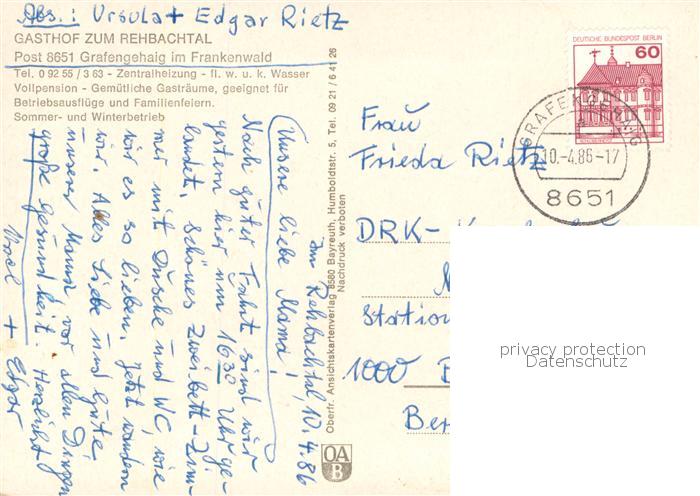 Abs.: Ursula + Edgar Rietz
GASTHOF ZUM REHBACHTAL
Post 8651 Grafengehaig im Frankenwald
Tel. 0 92 55 / 3 63 - Zentralheizung - fl. w. u. k. Wasser
Vollpension - Gemütliche Gasträume, geeignet für
Betriebsausflüge und Familienfeiern.
Sommer- und Winterbetrieb
Im Rehbachtal, 10.4.86
Unsere liebe Mama!
Nach guter Fahrt sind wir
gestern hier um 16³⁰ Uhr ge-
landet. Schönes Zweibett-Zim-
mer mit Dusche und WC, wie
wir es so lieben. Jetzt wandern
wir. Alles Liebe und Gute
unserer Mama, vor allen Dingen
große Gesundheit. Herzlichst
+ Edgar
Oberfr. Ansichtskartenverlag 8580 Bayreuth, Humboldtstr. 5, Tel. 09 21 / 6 41 26
Nachdruck verboten
OA
B
DEUTSCHE BUNDESPOST BERLIN
60
GRAFENGEHAIG
10.-4.86-17
8651
Frau
Frieda Rietz
DRK-
Station
1000 B
Ber
privacy protection
Datenschutz